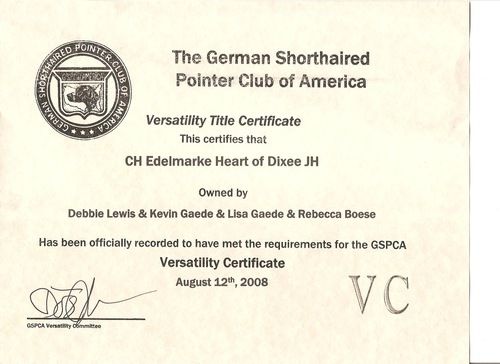 The German Shorthaired
Pointer Club of America
GERMAN SHORTHAIRED POINTER CLUB OF AMERICA
Versatility Title Certificate
This certifies that
CH Edelmarke Heart of Dixee JH
Owned by
Debbie Lewis & Kevin Gaede & Lisa Gaede & Rebecca Boese
Has been officially recorded to have met the requirements for the GSPCA
Versatility Certificate
August 12th, 2008
VC
GSPCA Versatility Committee